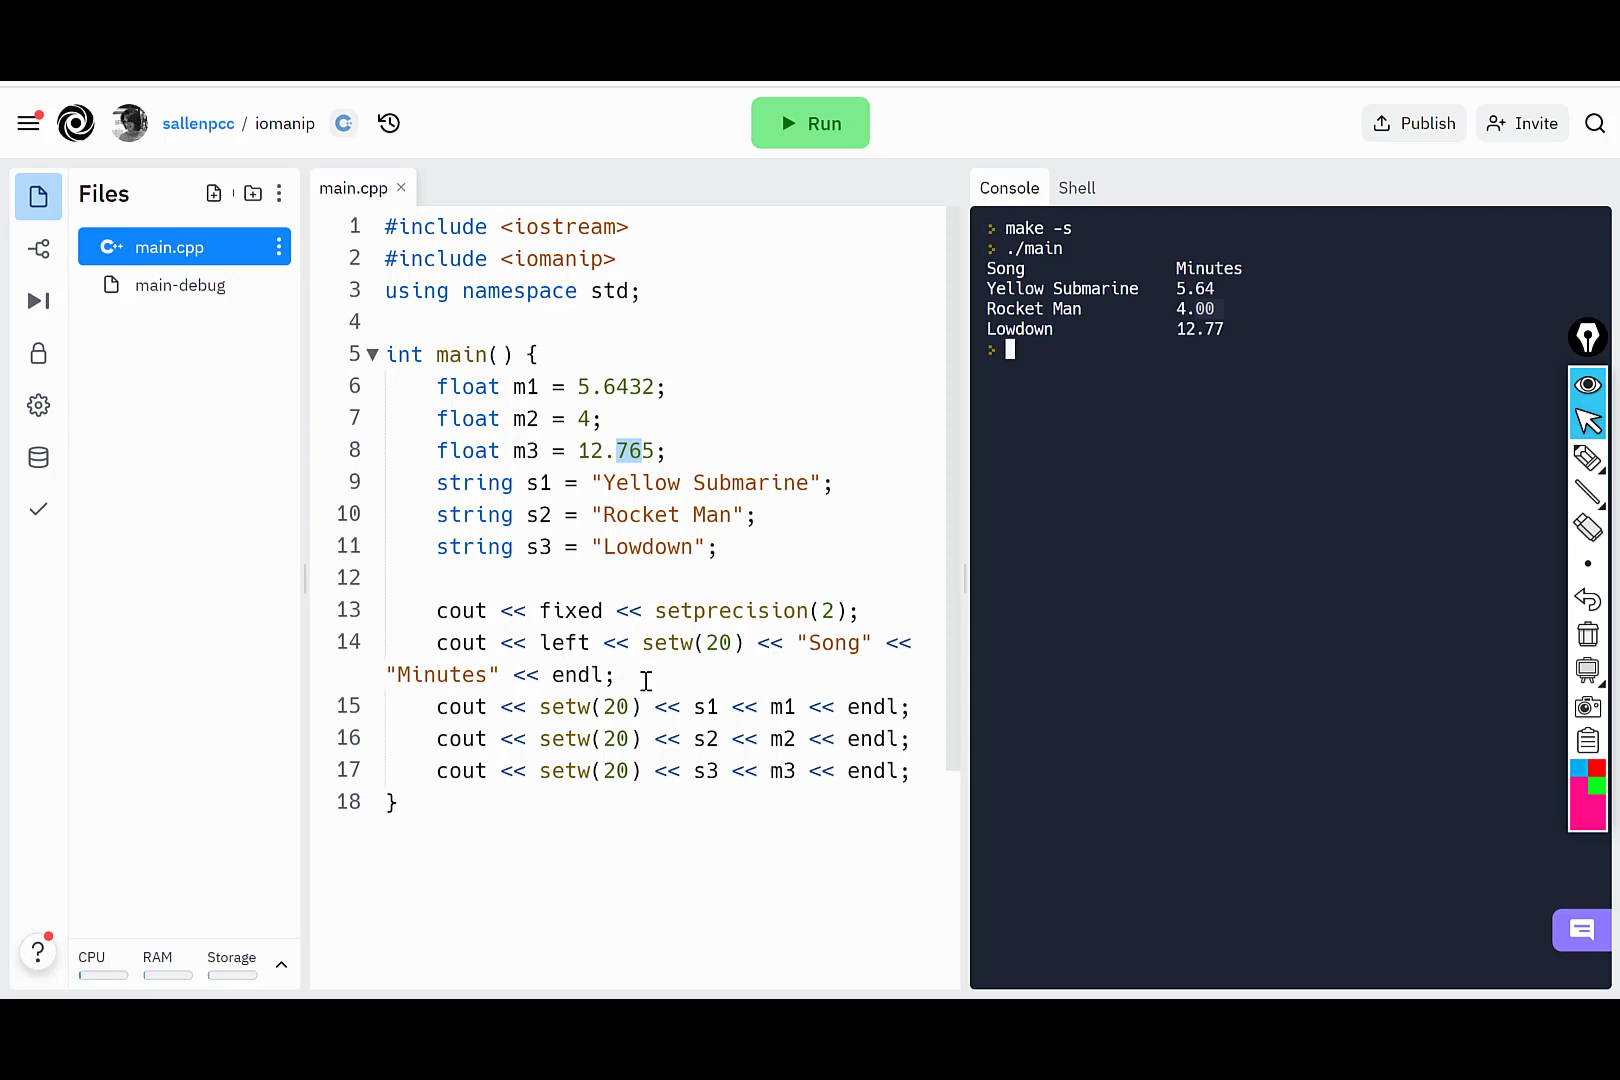 sallenpcc / iomanip
Run
Publish
Invite
Files
main.cpp
main-debug
CPU RAM Storage
main.cpp ×
1 #include <iostream>
2 #include <iomanip>
3 using namespace std;
4
5 int main() {
6 float m1 = 5.6432;
7 float m2 = 4;
8 float m3 = 12.765;
9 string s1 = "Yellow Submarine";
10 string s2 = "Rocket Man";
11 string s3 = "Lowdown";
12
13 cout << fixed << setprecision(2);
14 cout << left << setw(20) << "Song" <<
"Minutes" << endl;
15 cout << setw(20) << s1 << m1 << endl;
16 cout << setw(20) << s2 << m2 << endl;
17 cout << setw(20) << s3 << m3 << endl;
18 }
Console Shell
make -s
./main
Song Minutes
Yellow Submarine 5.64
Rocket Man 4.00
Lowdown 12.77